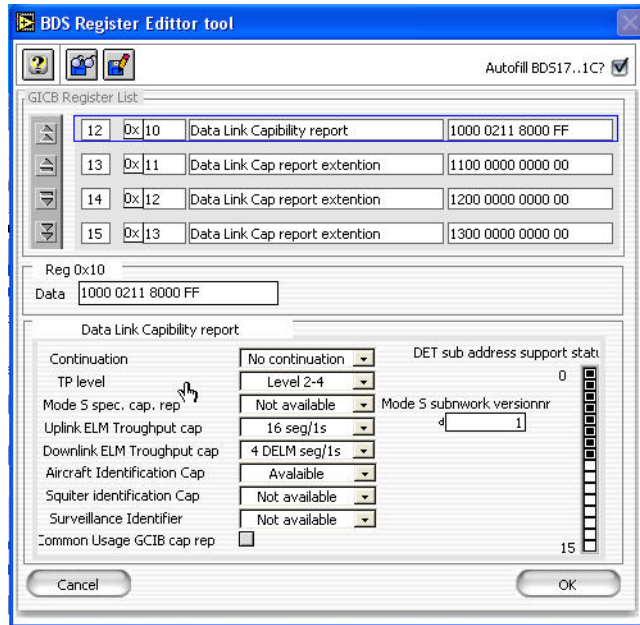 BDS Register Edittor tool
Autofill BDS17..1C?
GICB Register List
12 0x 10 Data Link Capibility report 1000 0211 8000 FF
13 0x 11 Data Link Cap report extention 1100 0000 0000 00
14 0x 12 Data Link Cap report extention 1200 0000 0000 00
15 0x 13 Data Link Cap report extention 1300 0000 0000 00
Reg 0x10
Data 1000 0211 8000 FF
Data Link Capibility report
Continuation No continuation DET sub address support statu
TP level Level 2-4 0
Mode S spec. cap. rep Not available Mode S subnwork versionnr
Uplink ELM Troughput cap 16 seg/1s d 1
Downlink ELM Troughput cap 4 DELM seg/1s
Aircraft Identification Cap Avalaible
Squiter identification Cap Not available
Surveillance Identifier Not available
Common Usage GCIB cap rep 15
Cancel OK